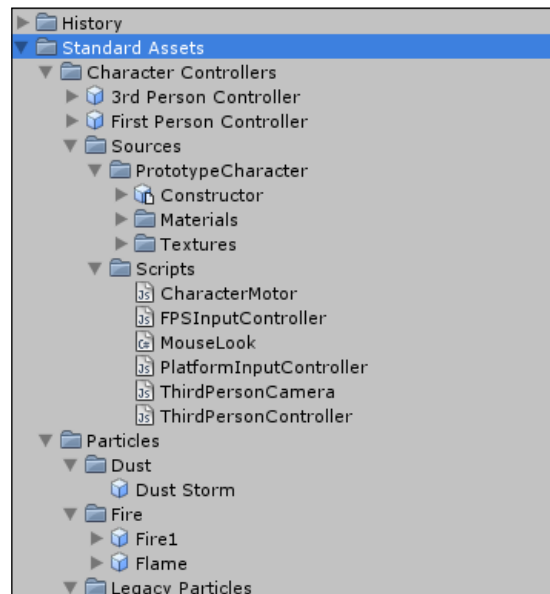 History
Standard Assets
Character Controllers
3rd Person Controller
First Person Controller
Sources
PrototypeCharacter
Constructor
Materials
Textures
Scripts
CharacterMotor
FPSInputController
MouseLook
PlatformInputController
ThirdPersonCamera
ThirdPersonController
Particles
Dust
Dust Storm
Fire
Fire1
Flame
Legacy Particles